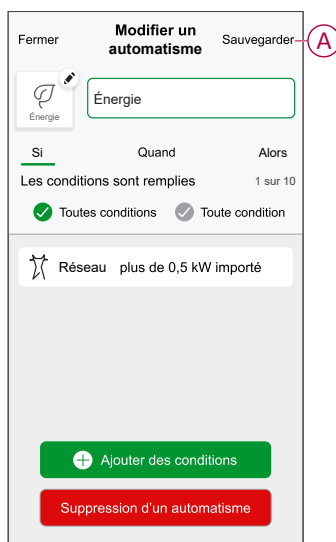 Fermer
Modifier un
automatisme
Sauvegarder
A
Énergie
Énergie
Si
Quand
Alors
Les conditions sont remplies
1 sur 10
Toutes conditions
Toute condition
Réseau plus de 0,5 kW importé
Ajouter des conditions
Suppression d'un automatisme